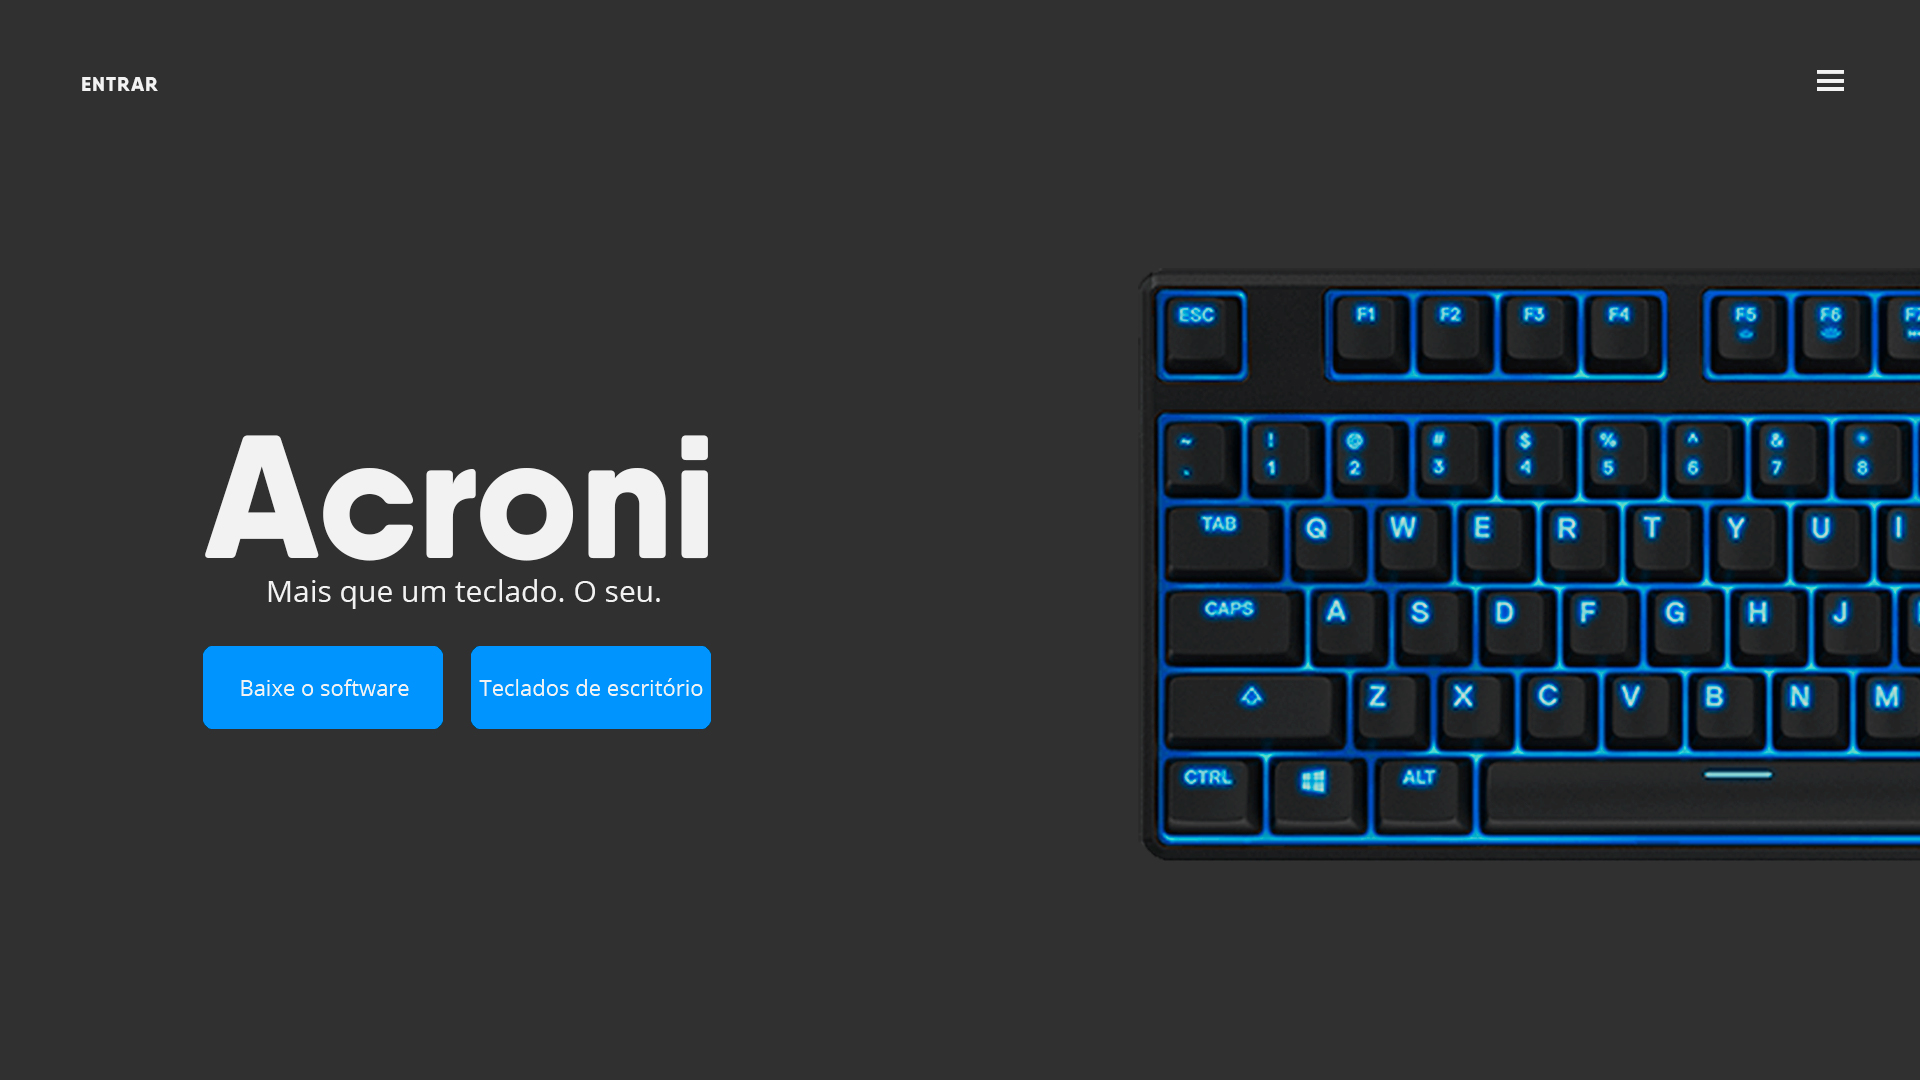 ENTRAR
Acroni
Mais que um teclado. O seu.
Baixe o software
Teclados de escritório
ESC F1 F2 F3 F4 F5 F6 F7
~ ! @ # $ % ^ & *
. 1 2 3 4 5 6 7 8
TAB Q W E R T Y U I
CAPS A S D F G H J
Z X C V B N M
CTRL ALT